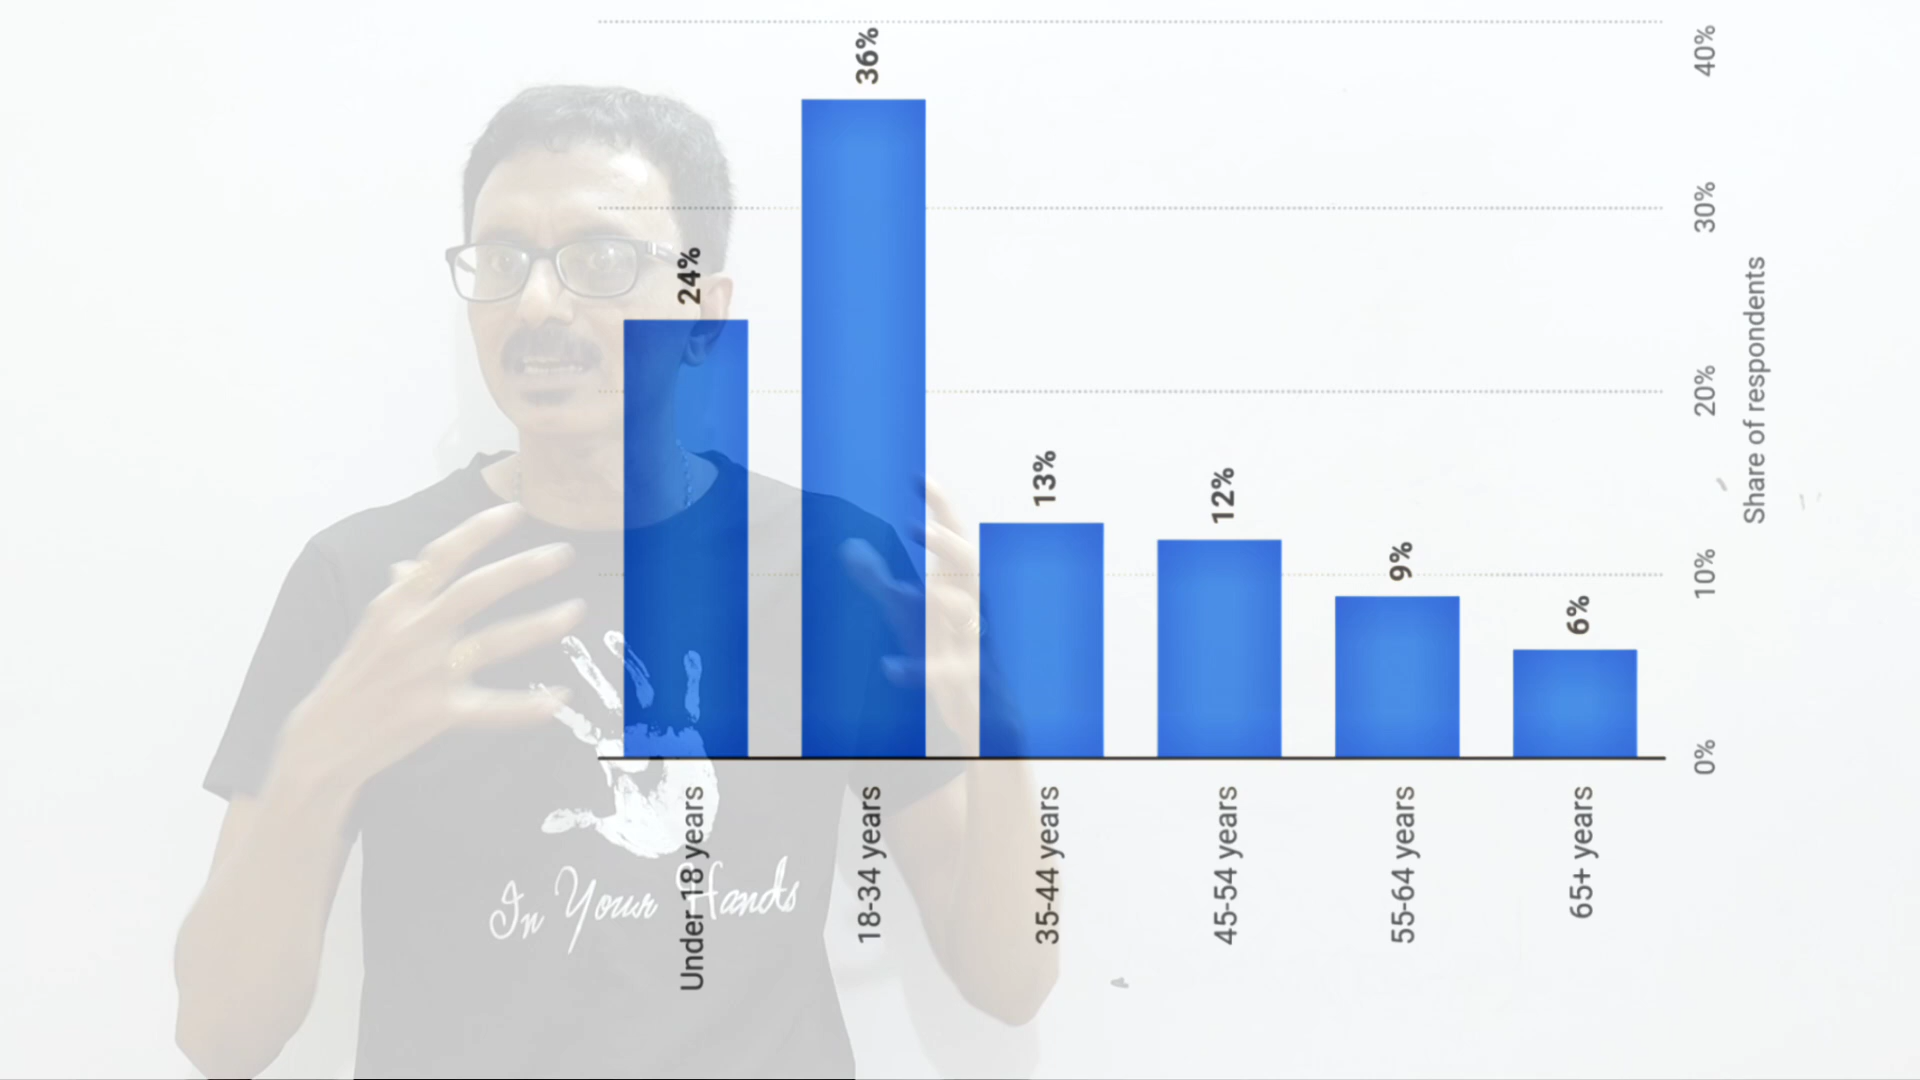 36%
24%
13%
12%
9%
6%
40%
30%
20%
10%
0%
Share of respondents
Under 18 years
18-34 years
35-44 years
45-54 years
55-64 years
65+ years
In Your Hands